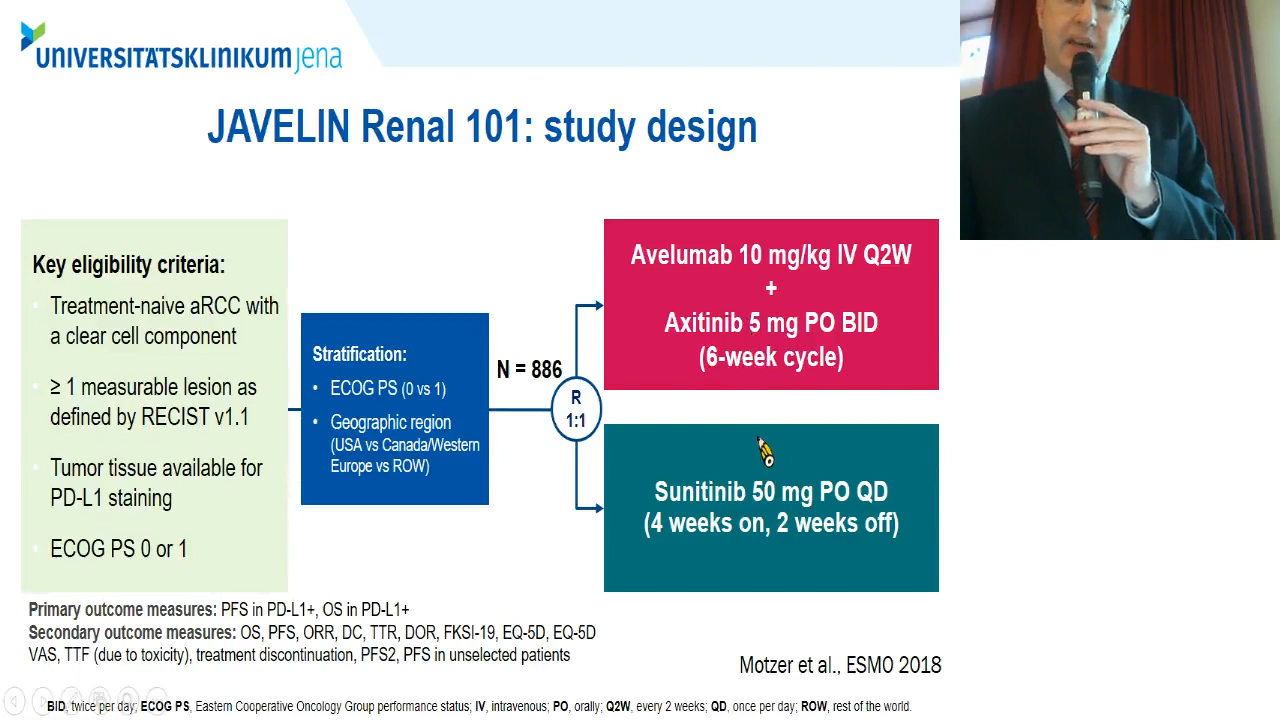 UNIVERSITÄTSKLINIKUM jena
JAVELIN Renal 101: study design
Key eligibility criteria:
Treatment-naive aRCC with
a clear cell component
≥ 1 measurable lesion as
defined by RECIST v1.1
Tumor tissue available for
PD-L1 staining
ECOG PS 0 or 1
Stratification:
• ECOG PS (0 vs 1)
• Geographic region
(USA vs Canada/Western
Europe vs ROW)
N = 886
R
1:1
Avelumab 10 mg/kg IV Q2W
+
Axitinib 5 mg PO BID
(6-week cycle)
Sunitinib 50 mg PO QD
(4 weeks on, 2 weeks off)
Primary outcome measures: PFS in PD-L1+, OS in PD-L1+
Secondary outcome measures: OS, PFS, ORR, DC, TTR, DOR, FKSI-19, EQ-5D, EQ-5D
VAS, TTF (due to toxicity), treatment discontinuation, PFS2, PFS in unselected patients
Motzer et al., ESMO 2018
BID, twice per day; ECOG PS, Eastern Cooperative Oncology Group performance status; IV, intravenous; PO, orally; Q2W, every 2 weeks; QD, once per day; ROW, rest of the world.